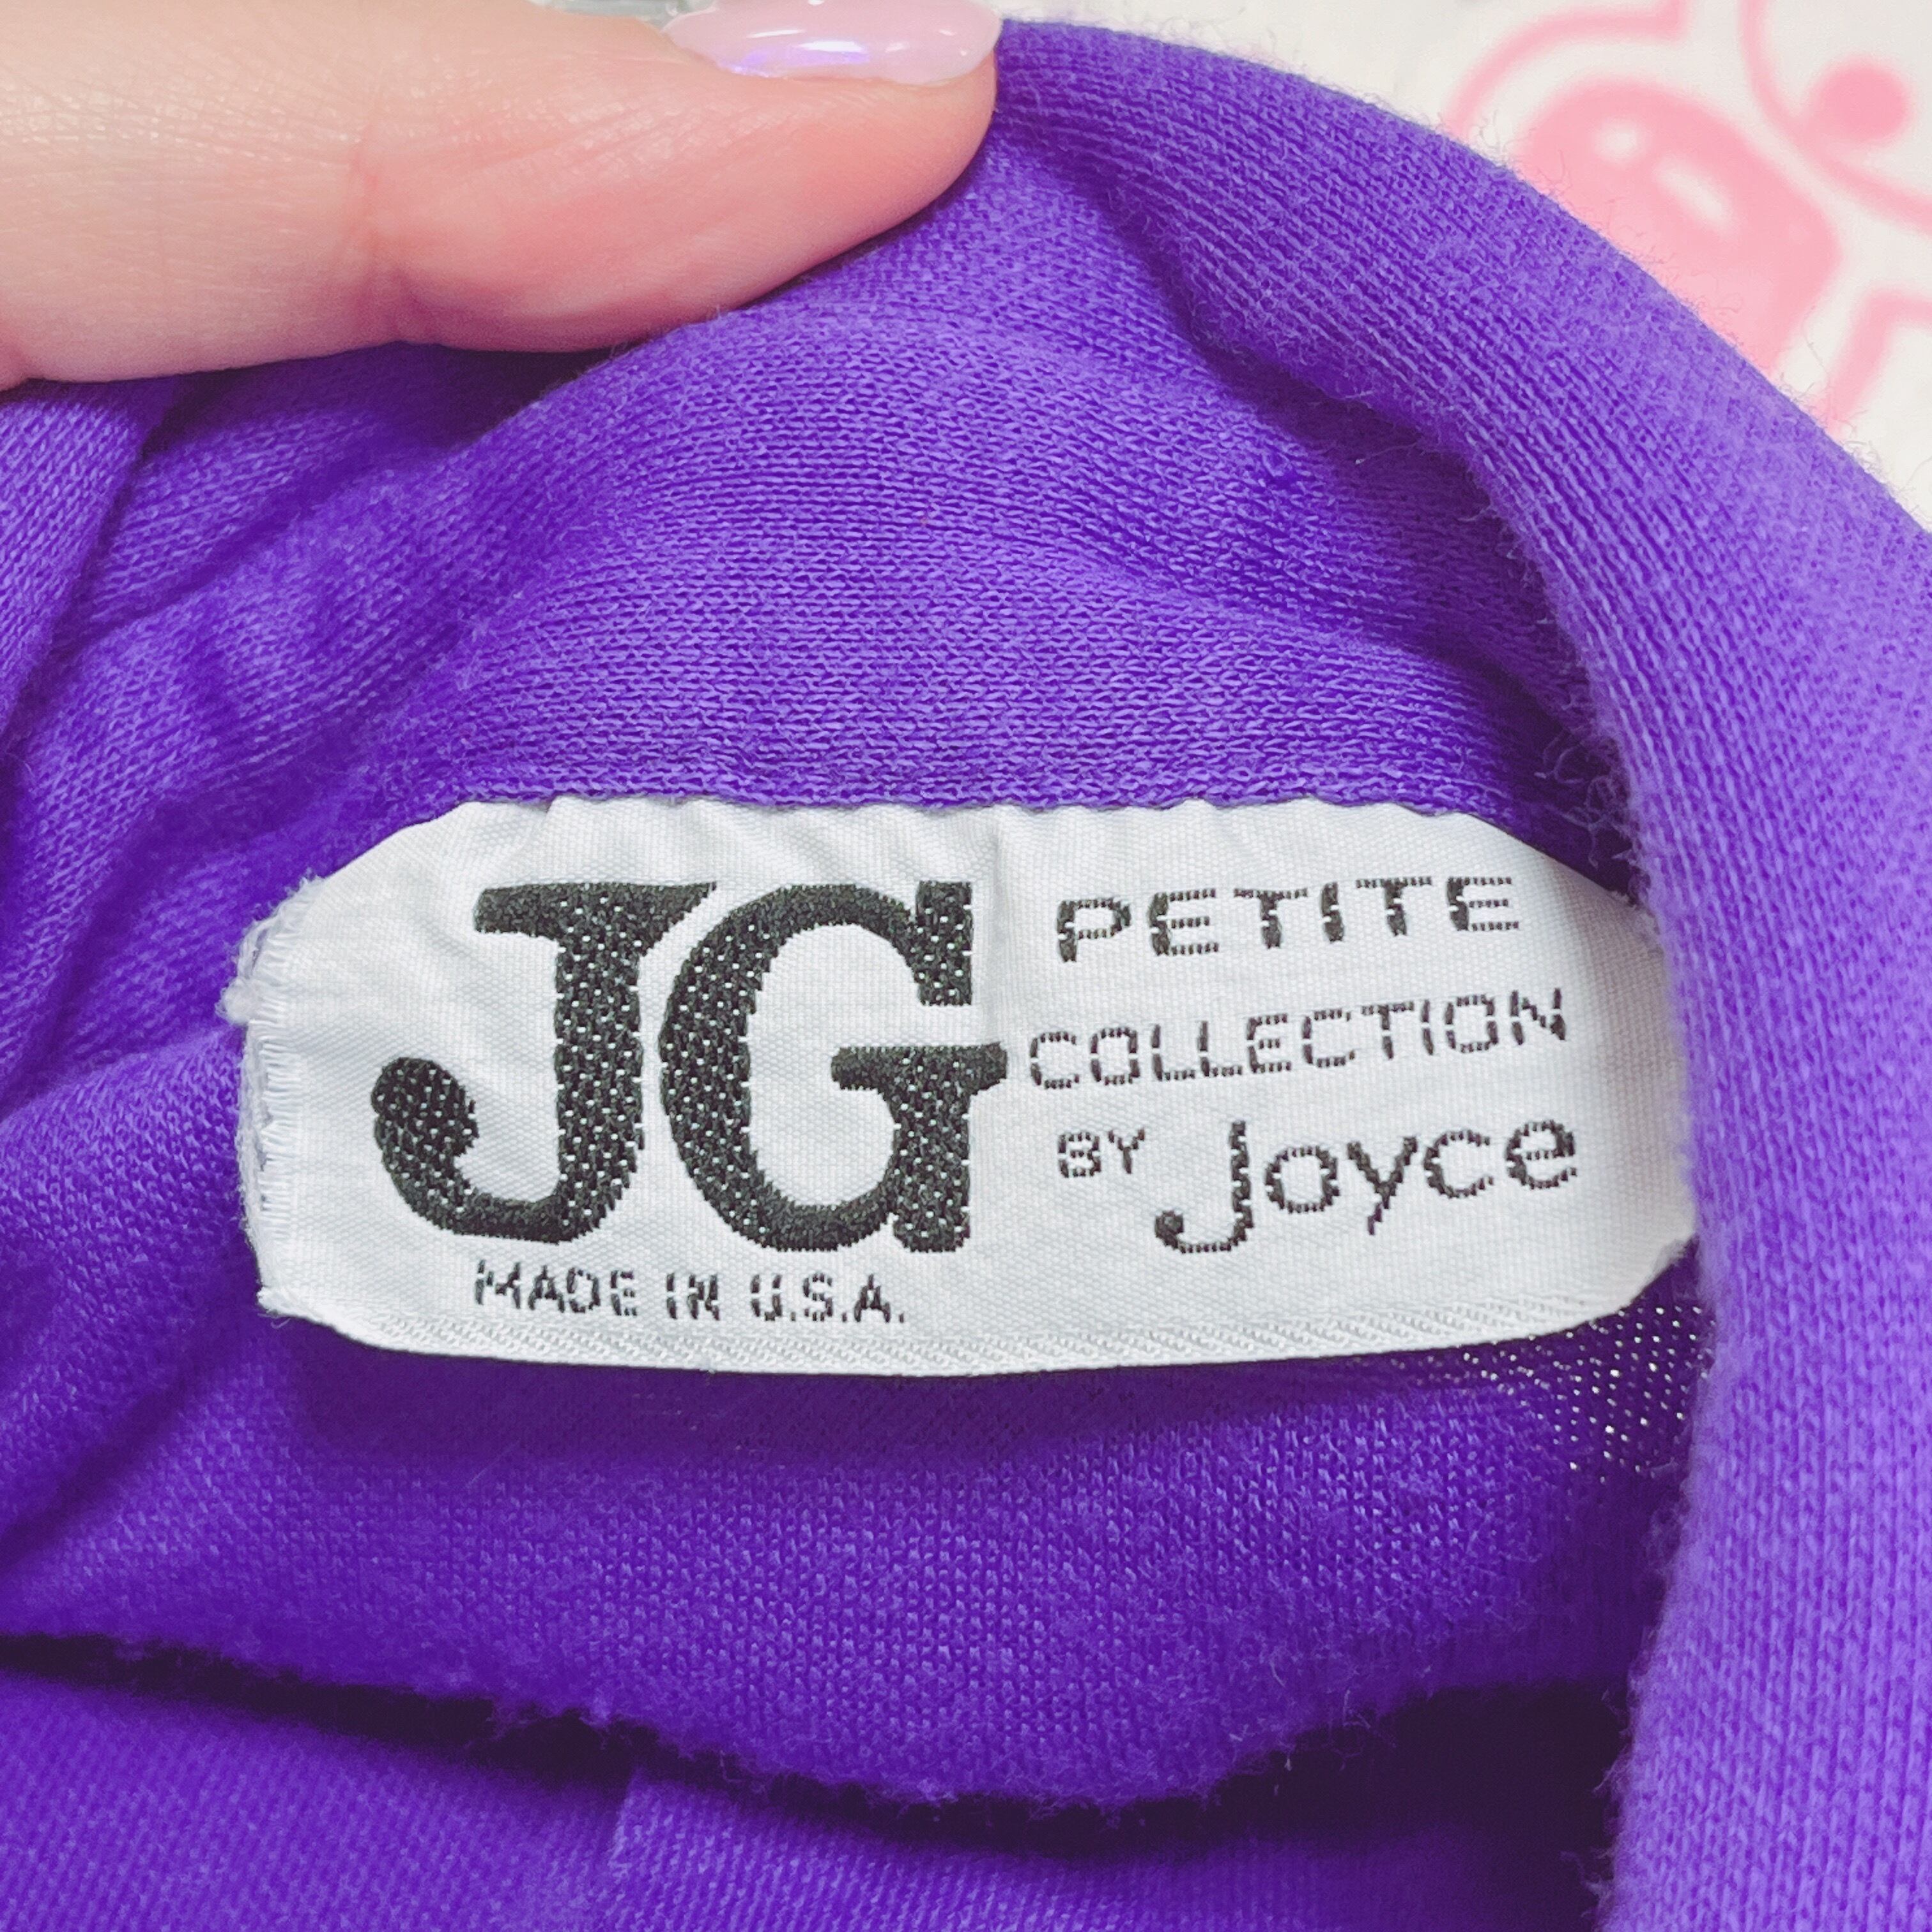 JG
PETITE
COLLECTION
BY Joyce
MADE IN U.S.A.